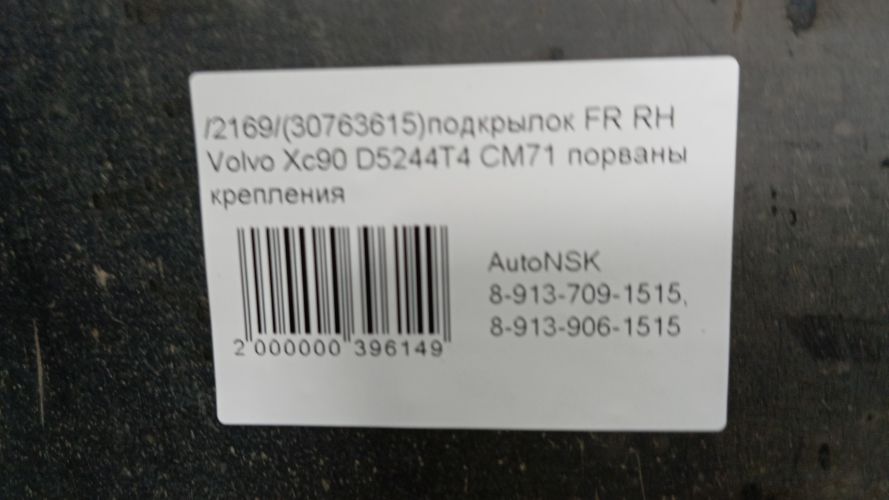 /2169/(30763615)подкрылок FR RH
Volvo Xc90 D5244T4 CM71 порваны
крепления
AutoNSK
8-913-709-1515,
8-913-906-1515
2 000000 396149